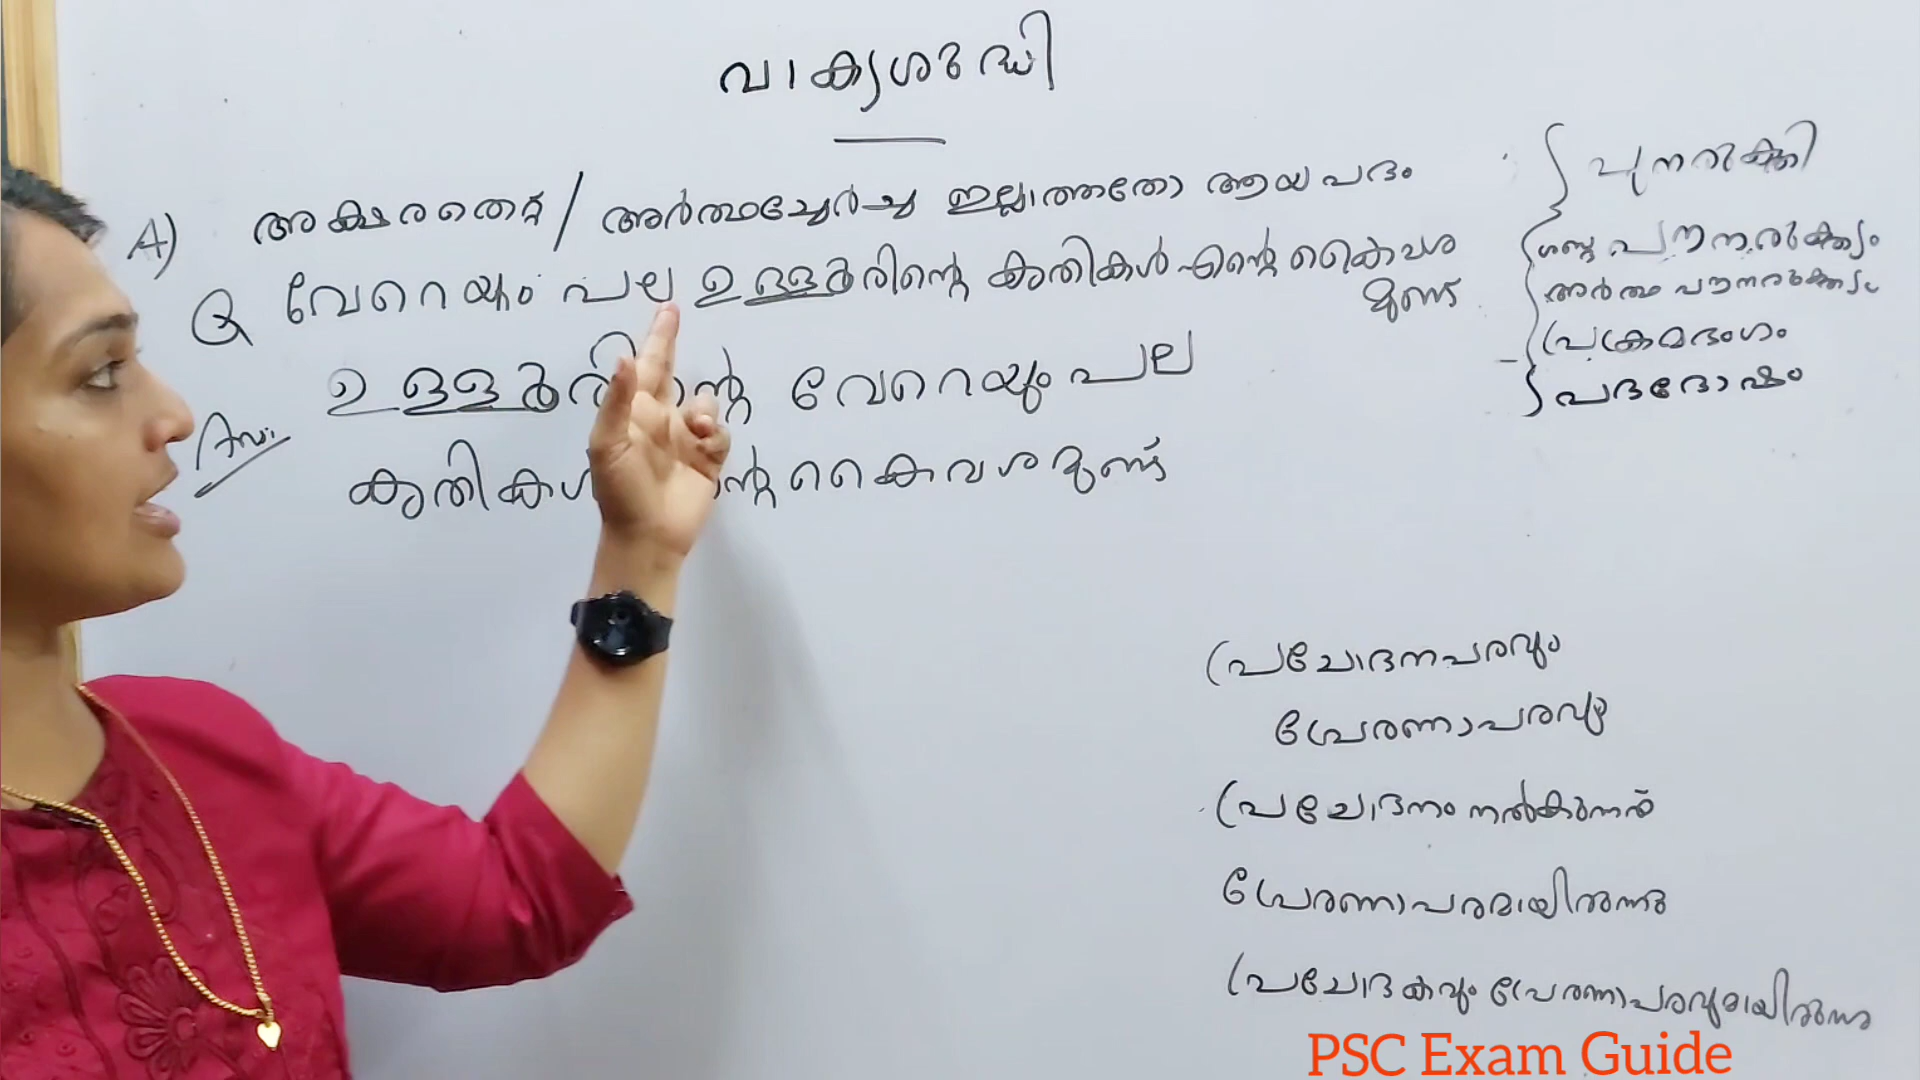 വാക്യശുദ്ധി
A) അക്ഷരതെറ്റ് / അർത്ഥച്ചേർച്ച ഇല്ലാത്തതോ ആയ പദം
Q വേറെയും പല ഉള്ളൂരിന്റെ കൃതികൾ എന്റെ കൈവശ
മുണ്ട്
Ans: ഉള്ളൂരി ന്റെ വേറെയും പല
കൃതികൾ ന്റെ കൈവശമുണ്ട്
പുനരുക്തി
ശബ്ദ പൗനരുക്ത്യം
അർത്ഥ പൗനരുക്ത്യം
പ്രക്രമഭംഗം
പദദോഷം
പ്രചോദനപരവും
പ്രേരണാപരവും
പ്രചോദനം നൽകുന്നത്
പ്രേരണാപരമായിരുന്നു
പ്രചോദകവും പ്രേരണാപരവുമായിരുന്നു
PSC Exam Guide